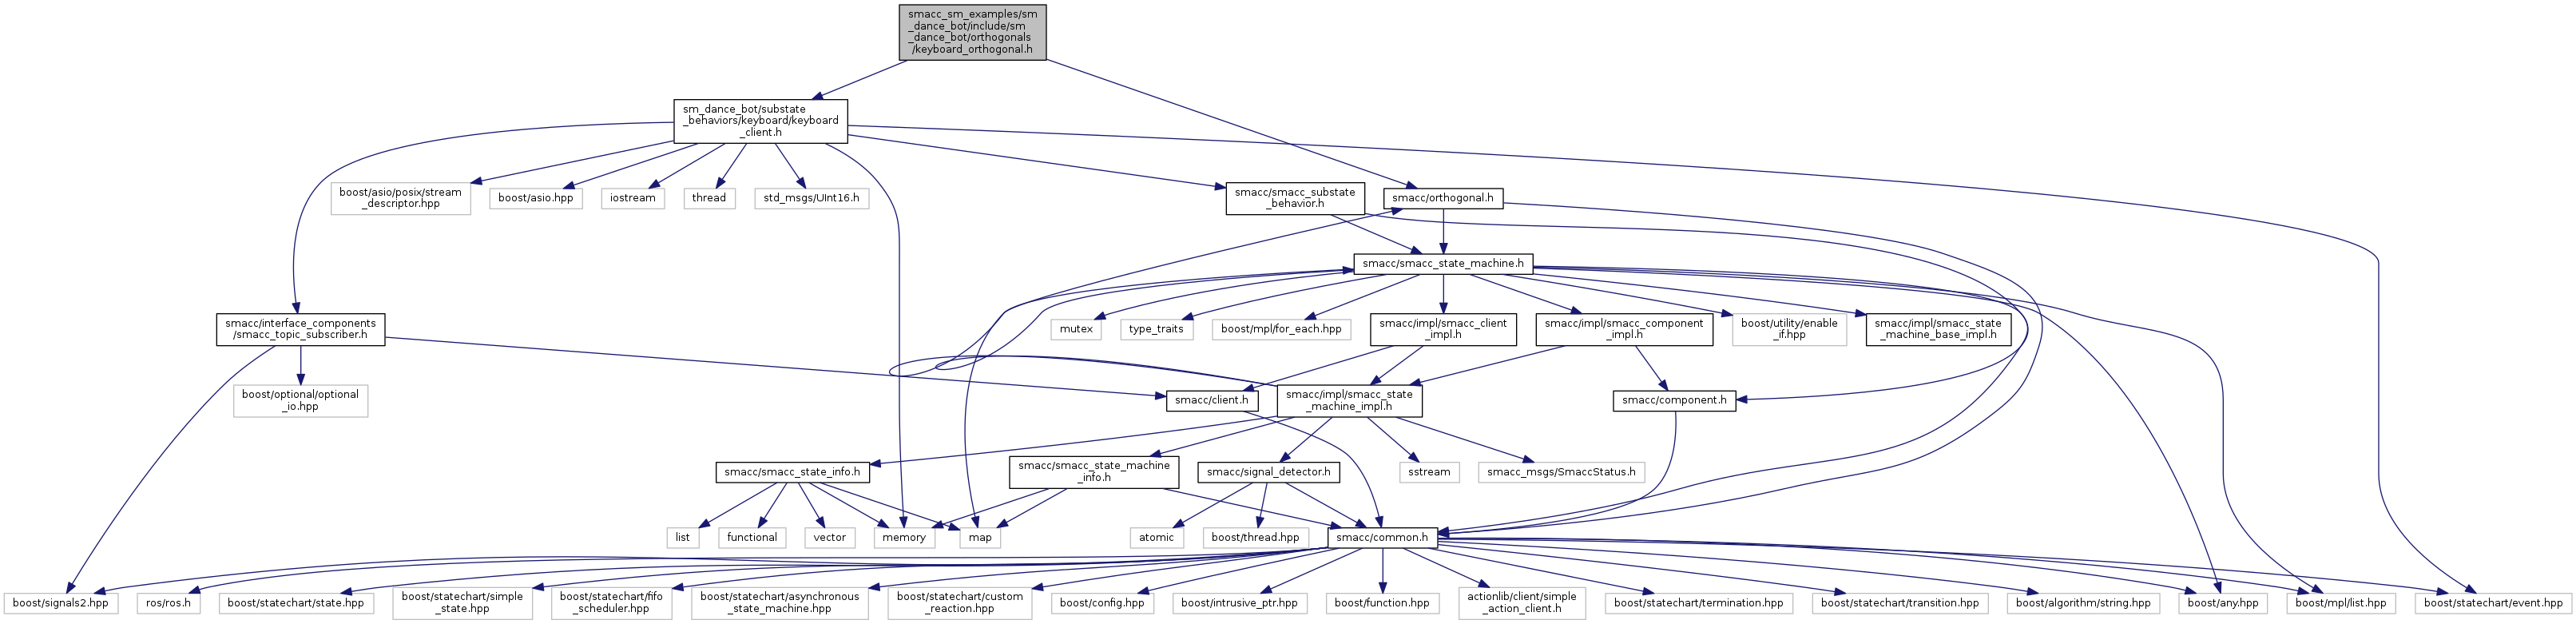 smacc_sm_examples/sm
_dance_bot/include/sm
_dance_bot/orthogonals
/keyboard_orthogonal.h
sm_dance_bot/substate
_behaviors/keyboard/keyboard
_client.h
boost/asio/posix/stream
_descriptor.hpp
boost/asio.hpp
iostream
thread
std_msgs/UInt16.h
smacc/smacc_substate
_behavior.h
smacc/orthogonal.h
smacc/smacc_state_machine.h
smacc/interface_components
/smacc_topic_subscriber.h
mutex
type_traits
boost/mpl/for_each.hpp
smacc/impl/smacc_client
_impl.h
smacc/impl/smacc_component
_impl.h
boost/utility/enable
_if.hpp
smacc/impl/smacc_state
_machine_base_impl.h
boost/optional/optional
_io.hpp
smacc/client.h
smacc/impl/smacc_state
_machine_impl.h
smacc/component.h
smacc/smacc_state_info.h
smacc/smacc_state_machine
_info.h
smacc/signal_detector.h
sstream
smacc_msgs/SmaccStatus.h
list
functional
vector
memory
map
atomic
boost/thread.hpp
smacc/common.h
boost/signals2.hpp
ros/ros.h
boost/statechart/state.hpp
boost/statechart/simple
_state.hpp
boost/statechart/fifo
_scheduler.hpp
boost/statechart/asynchronous
_state_machine.hpp
boost/statechart/custom
_reaction.hpp
boost/config.hpp
boost/intrusive_ptr.hpp
boost/function.hpp
actionlib/client/simple
_action_client.h
boost/statechart/termination.hpp
boost/statechart/transition.hpp
boost/algorithm/string.hpp
boost/any.hpp
boost/mpl/list.hpp
boost/statechart/event.hpp